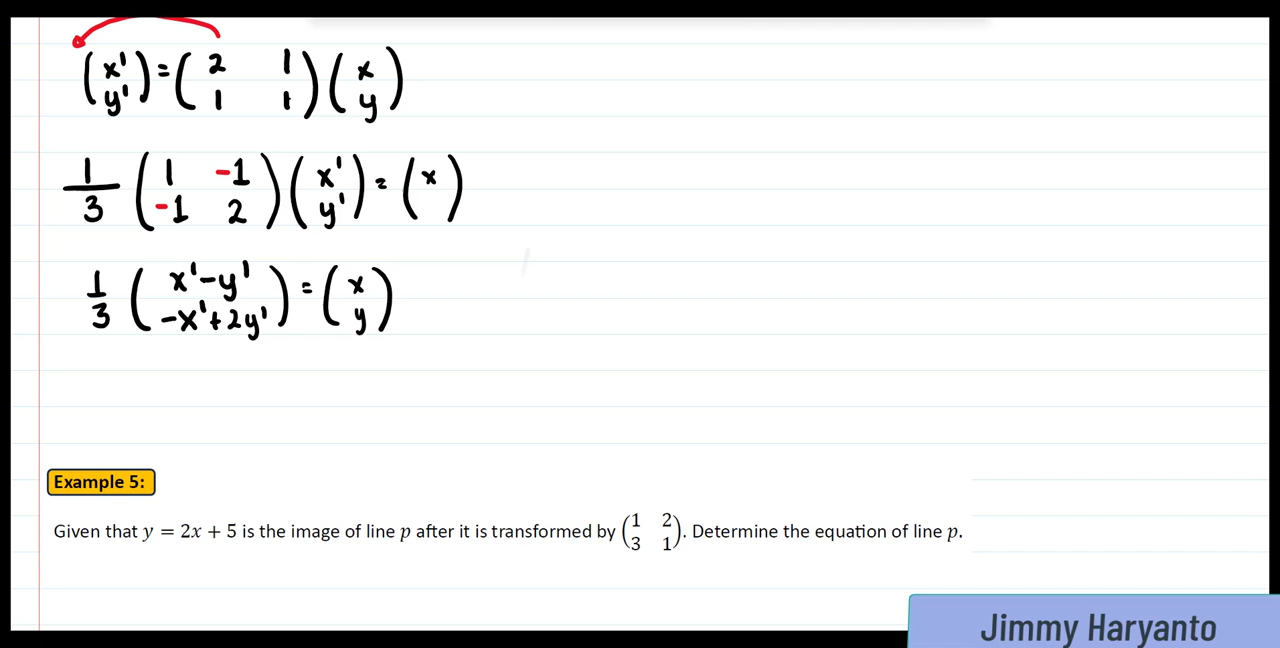 (x' y') = (2 1 1 1)(x y)
1/3 (1 -1 -1 2)(x' y') = (x)
1/3 (x'-y' -x'+2y') = (x y)
Example 5:
Given that y = 2x + 5 is the image of line p after it is transformed by (1 2 3 1). Determine the equation of line p.
Jimmy Haryanto